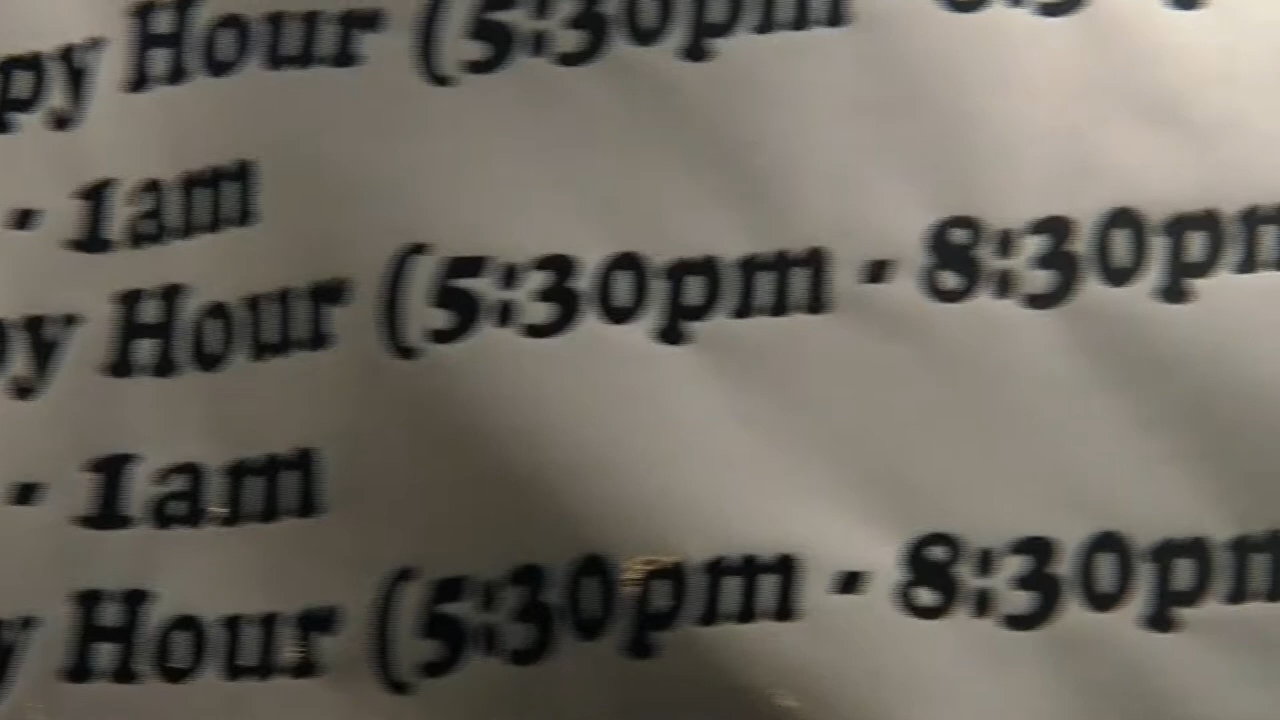 py Hour (5:30pm
- 1am
py Hour (5:30pm - 8:30pm
- 1am
y Hour (5:30pm - 8:30pm